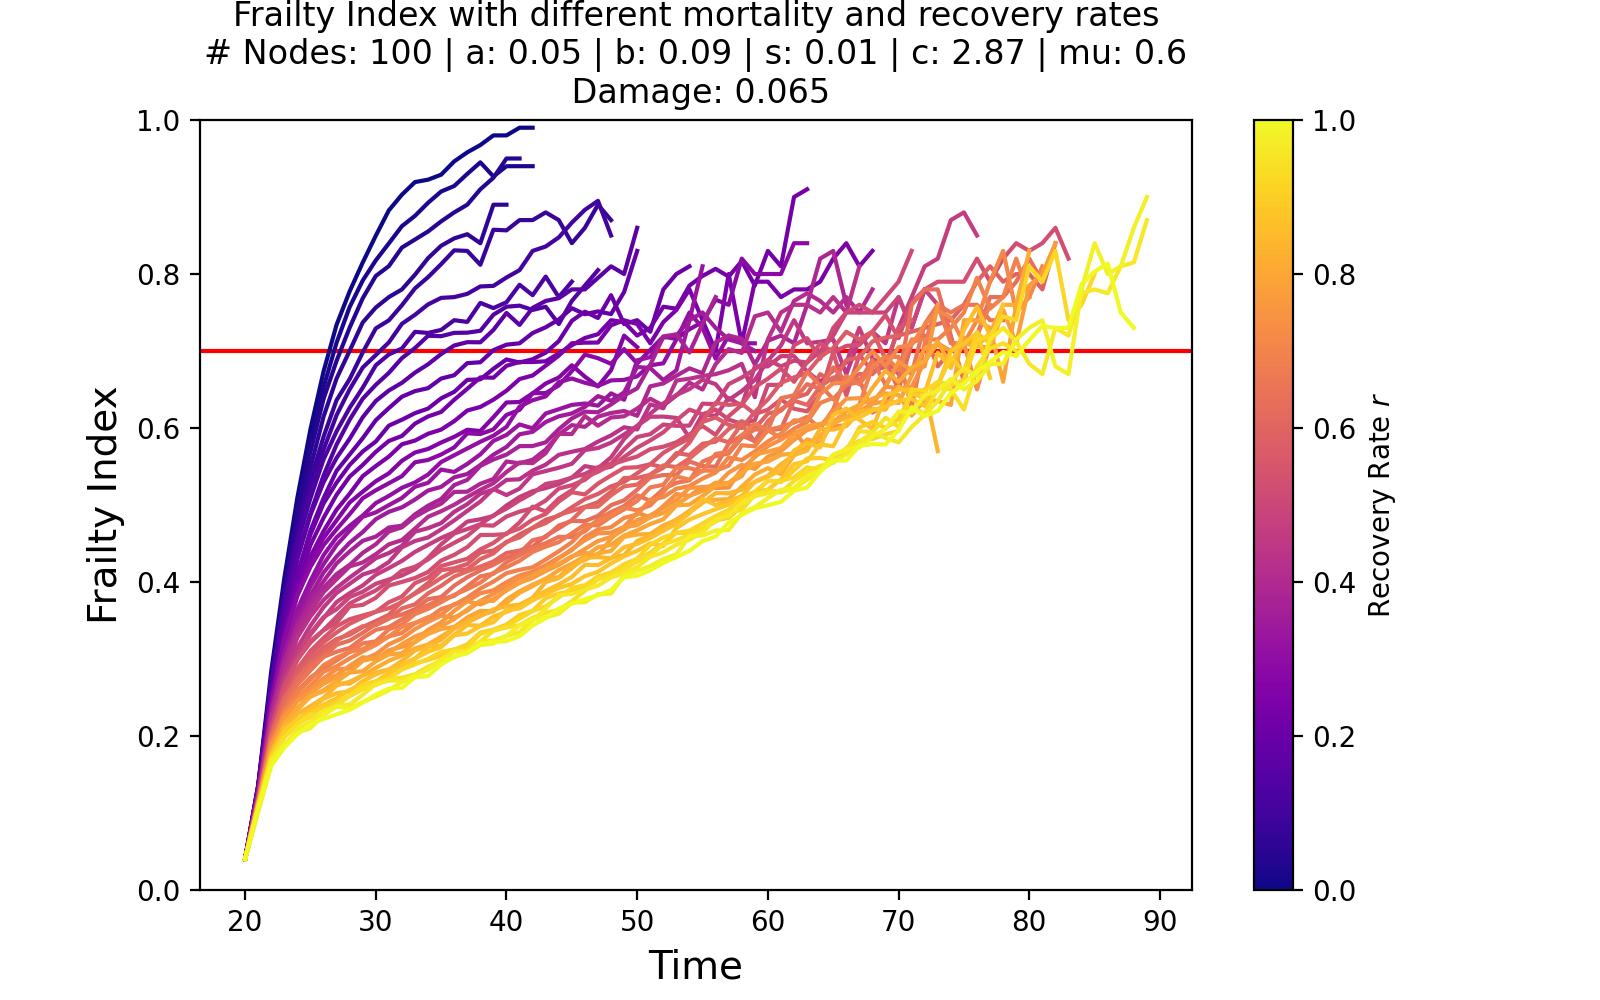 Frailty Index with different mortality and recovery rates
# Nodes: 100 | a: 0.05 | b: 0.09 | s: 0.01 | c: 2.87 | mu: 0.6
Damage: 0.065
1.0
0.8
0.6
0.4
0.2
0.0
Frailty Index
20 30 40 50 60 70 80 90
Time
1.0
0.8
0.6
0.4
0.2
0.0
Recovery Rate r